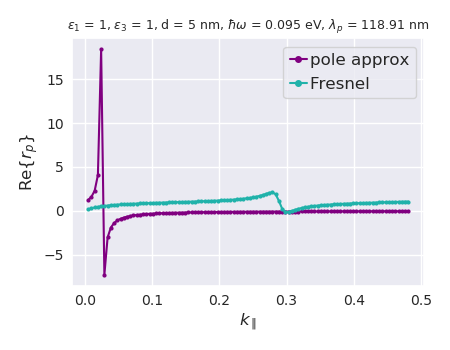 ε₁ = 1, ε₃ = 1, d = 5 nm, ℏω = 0.095 eV, λₚ = 118.91 nm
pole approx
Fresnel
Re{rₚ}
15
10
5
0
−5
0.0 0.1 0.2 0.3 0.4 0.5
k∥